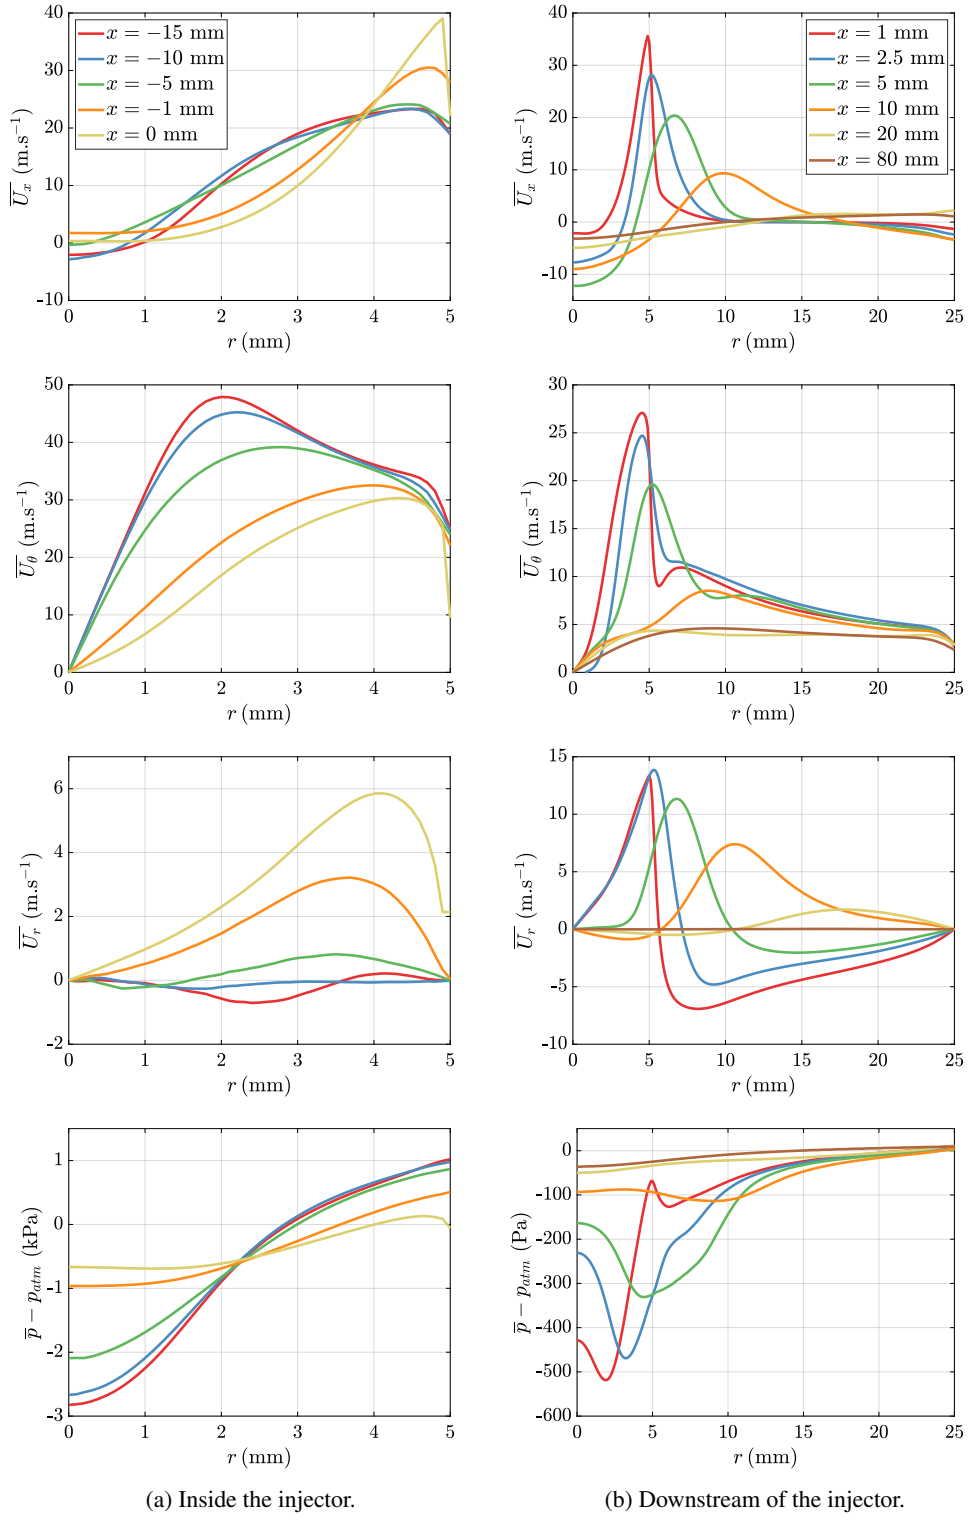 40
30
20
10
0
-10
x = −15 mm
x = −10 mm
x = −5 mm
x = −1 mm
x = 0 mm
0 1 2 3 4 5
r (mm)
U̅x̅ (m.s⁻¹)
40
30
20
10
0
-10
x = 1 mm
x = 2.5 mm
x = 5 mm
x = 10 mm
x = 20 mm
x = 80 mm
0 5 10 15 20 25
r (mm)
U̅x̅ (m.s⁻¹)
50
40
30
20
10
0
0 1 2 3 4 5
r (mm)
U̅θ̅ (m.s⁻¹)
30
25
20
15
10
5
0
0 5 10 15 20 25
r (mm)
U̅θ̅ (m.s⁻¹)
6
4
2
0
-2
0 1 2 3 4 5
r (mm)
U̅r̅ (m.s⁻¹)
15
10
5
0
-5
-10
0 5 10 15 20 25
r (mm)
U̅r̅ (m.s⁻¹)
1
0
-1
-2
-3
0 1 2 3 4 5
r (mm)
p̅ − patm (kPa)
0
-100
-200
-300
-400
-500
-600
0 5 10 15 20 25
r (mm)
p̅ − patm (Pa)
(a) Inside the injector.
(b) Downstream of the injector.